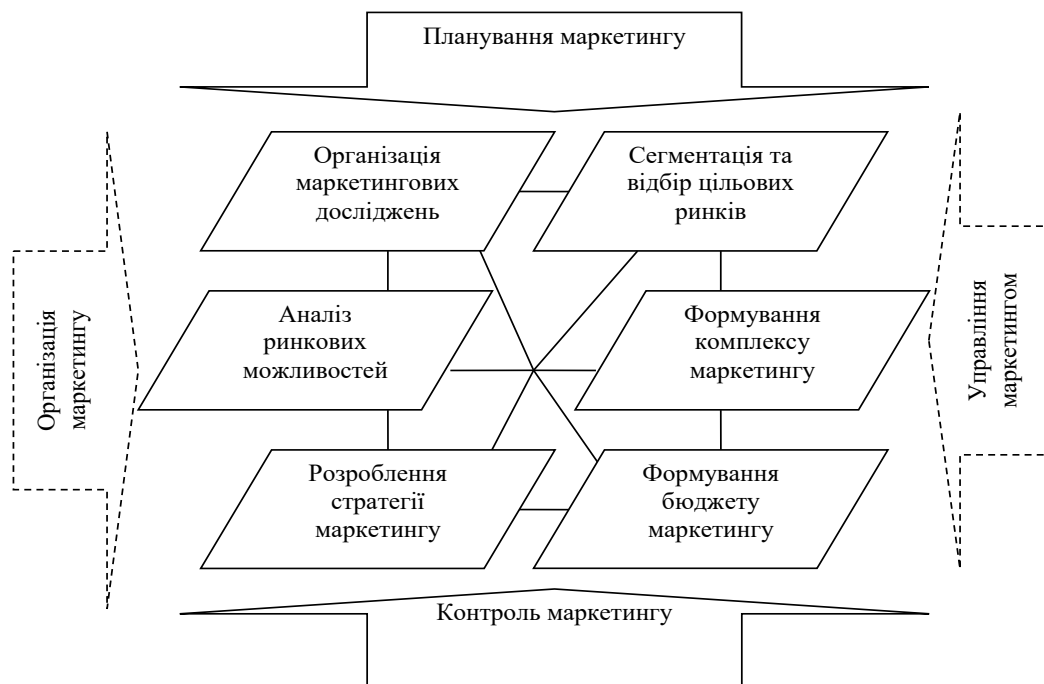 Планування маркетингу
Організація
маркетингових
досліджень
Сегментація та
відбір цільових
ринків
Організація
маркетингу
Аналіз
ринкових
можливостей
Формування
комплексу
маркетингу
Управління
маркетингом
Розроблення
стратегії
маркетингу
Формування
бюджету
маркетингу
Контроль маркетингу